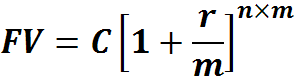 FV = C[1 + r/m]^{n×m}